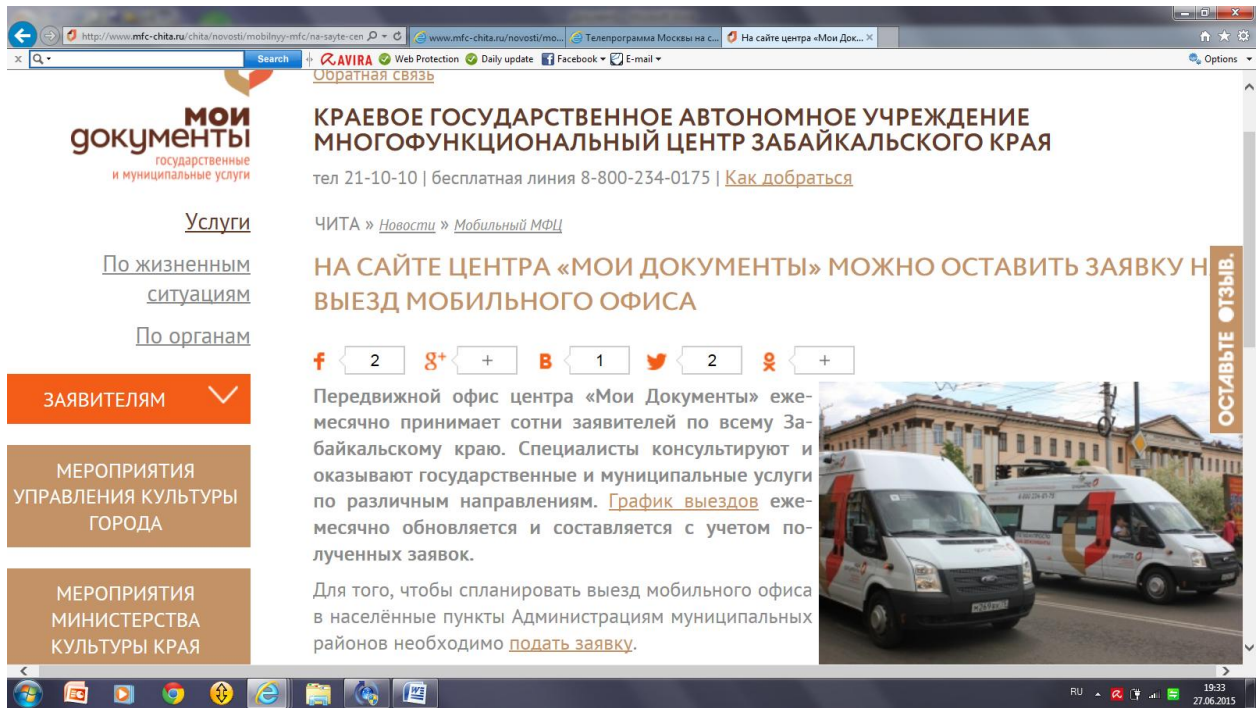 http://www.mfc-chita.ru/chita/novosti/mobilnyy-mfc/na-sayte-cen
www.mfc-chita.ru/novosti/mo...
Телепрограмма Москвы на с...
На сайте центра «Мои Док...
x
Search
AVIRA
Web Protection
Daily update
Facebook
E-mail
Options
Обратная связь
мои
документы
государственные
и муниципальные услуги
КРАЕВОЕ ГОСУДАРСТВЕННОЕ АВТОНОМНОЕ УЧРЕЖДЕНИЕ
МНОГОФУНКЦИОНАЛЬНЫЙ ЦЕНТР ЗАБАЙКАЛЬСКОГО КРАЯ
тел 21-10-10 | бесплатная линия 8-800-234-0175 | Как добраться
Услуги
По жизненным
ситуациям
По органам
ЗАЯВИТЕЛЯМ
МЕРОПРИЯТИЯ
УПРАВЛЕНИЯ КУЛЬТУРЫ
ГОРОДА
МЕРОПРИЯТИЯ
МИНИСТЕРСТВА
КУЛЬТУРЫ КРАЯ
ЧИТА » Новости » Мобильный МФЦ
НА САЙТЕ ЦЕНТРА «МОИ ДОКУМЕНТЫ» МОЖНО ОСТАВИТЬ ЗАЯВКУ Н
ВЫЕЗД МОБИЛЬНОГО ОФИСА
f 2 g+ + B 1 2 +
Передвижной офис центра «Мои Документы» еже-
месячно принимает сотни заявителей по всему За-
байкальскому краю. Специалисты консультируют и
оказывают государственные и муниципальные услуги
по различным направлениям. График выездов еже-
месячно обновляется и составляется с учетом по-
лученных заявок.
Для того, чтобы спланировать выезд мобильного офиса
в населённые пункты Администрациям муниципальных
районов необходимо подать заявку.
ОСТАВЬТЕ ОТЗЫВ.
RU
19:33
27.06.2015